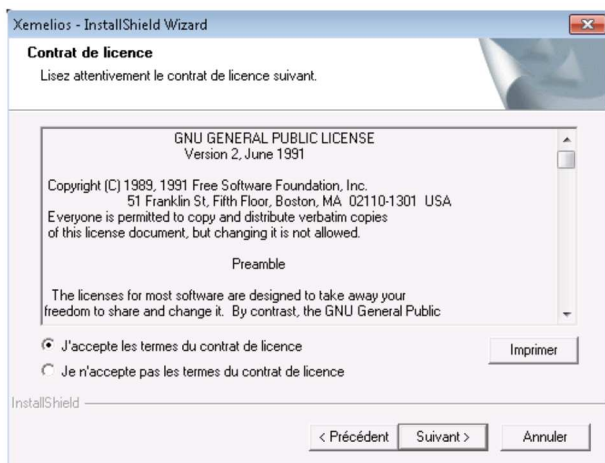 Xemelios - InstallShield Wizard
Contrat de licence
Lisez attentivement le contrat de licence suivant.
GNU GENERAL PUBLIC LICENSE
Version 2, June 1991
Copyright (C) 1989, 1991 Free Software Foundation, Inc.
51 Franklin St, Fifth Floor, Boston, MA  02110-1301  USA
Everyone is permitted to copy and distribute verbatim copies
of this license document, but changing it is not allowed.
Preamble
The licenses for most software are designed to take away your
freedom to share and change it.  By contrast, the GNU General Public
J'accepte les termes du contrat de licence
Imprimer
Je n'accepte pas les termes du contrat de licence
InstallShield
< Précédent
Suivant >
Annuler